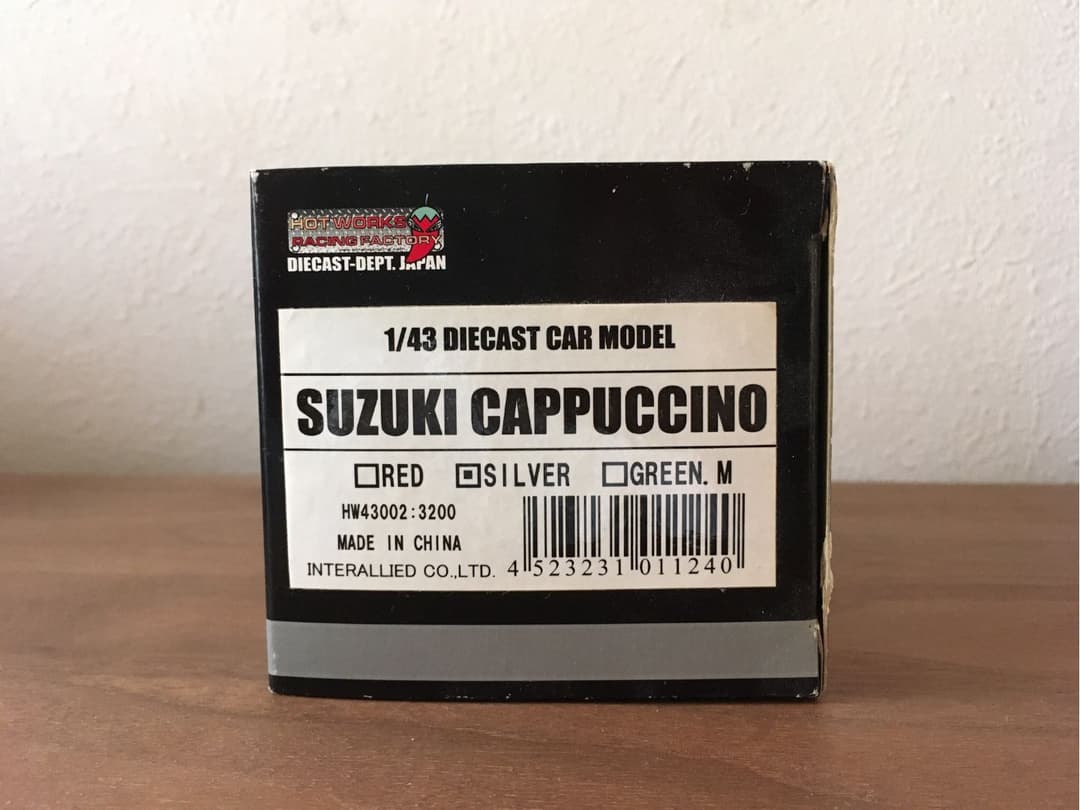 HOT WORKS
RACING FACTORY
DIECAST-DEPT. JAPAN
1/43 DIECAST CAR MODEL
SUZUKI CAPPUCCINO
☐RED ▣SILVER ☐GREEN. M
HW43002:3200
MADE IN CHINA
INTERALLIED CO.,LTD. 4 523231 011240